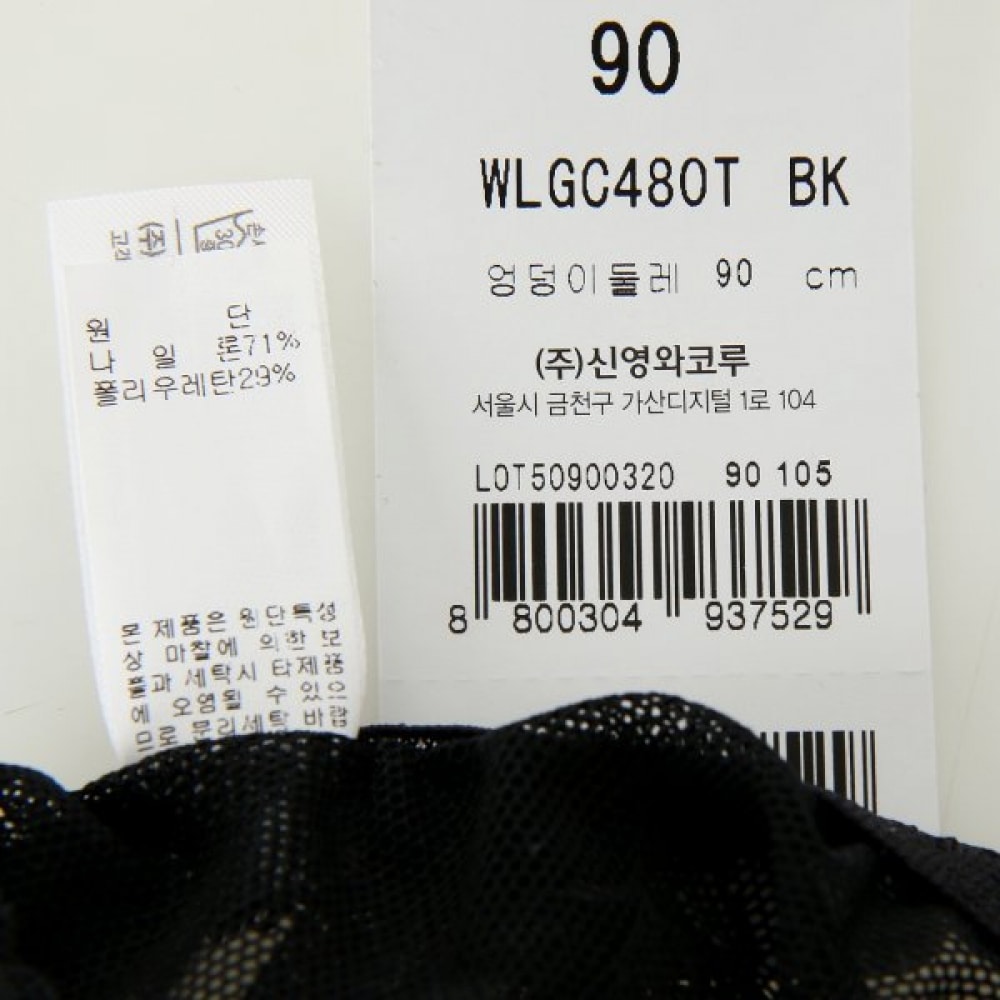 90
WLGC480T BK
엉덩이둘레 90 cm
(주)신영와코루
서울시 금천구 가산디지털 1로 104
LOT50900320 90 105
8 800304 937529
(주)
원 단
나 일 론71%
폴리우레탄29%
본 제품은 원단특성
상 마찰에 의한 보
풀과 세탁시 타제품
에 오염될 수 있으
므로 분리세탁 바랍